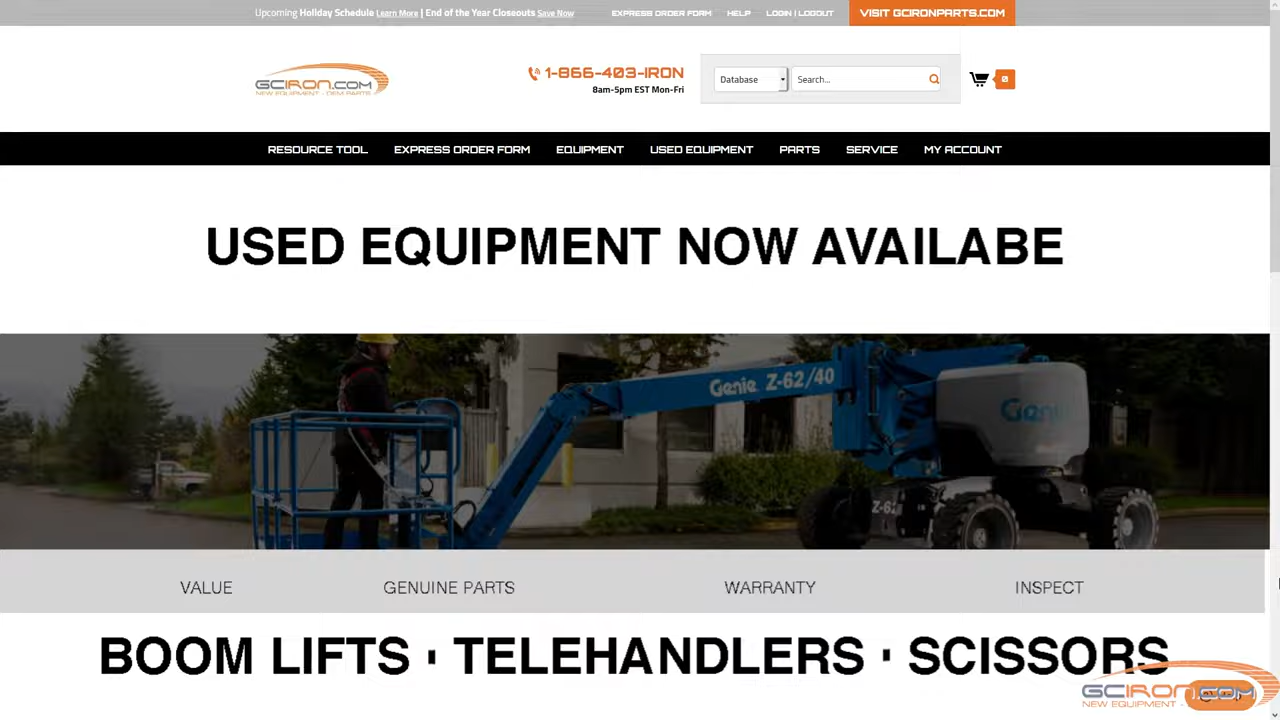 Upcoming Holiday Schedule Learn More | End of the Year Closeouts Save Now
EXPRESS ORDER FORM HELP LOGIN | LOGOUT VISIT GCIRONPARTS.COM
GCIRON.COM
NEW EQUIPMENT - OEM PARTS
1-866-403-IRON
8am-5pm EST Mon-Fri
Database Search... 0
RESOURCE TOOL EXPRESS ORDER FORM EQUIPMENT USED EQUIPMENT PARTS SERVICE MY ACCOUNT
USED EQUIPMENT NOW AVAILABE
Genie Z-62/40
Genie
Z-62
VALUE GENUINE PARTS WARRANTY INSPECT
BOOM LIFTS · TELEHANDLERS · SCISSORS
GCIRON.COM
NEW EQUIPMENT -